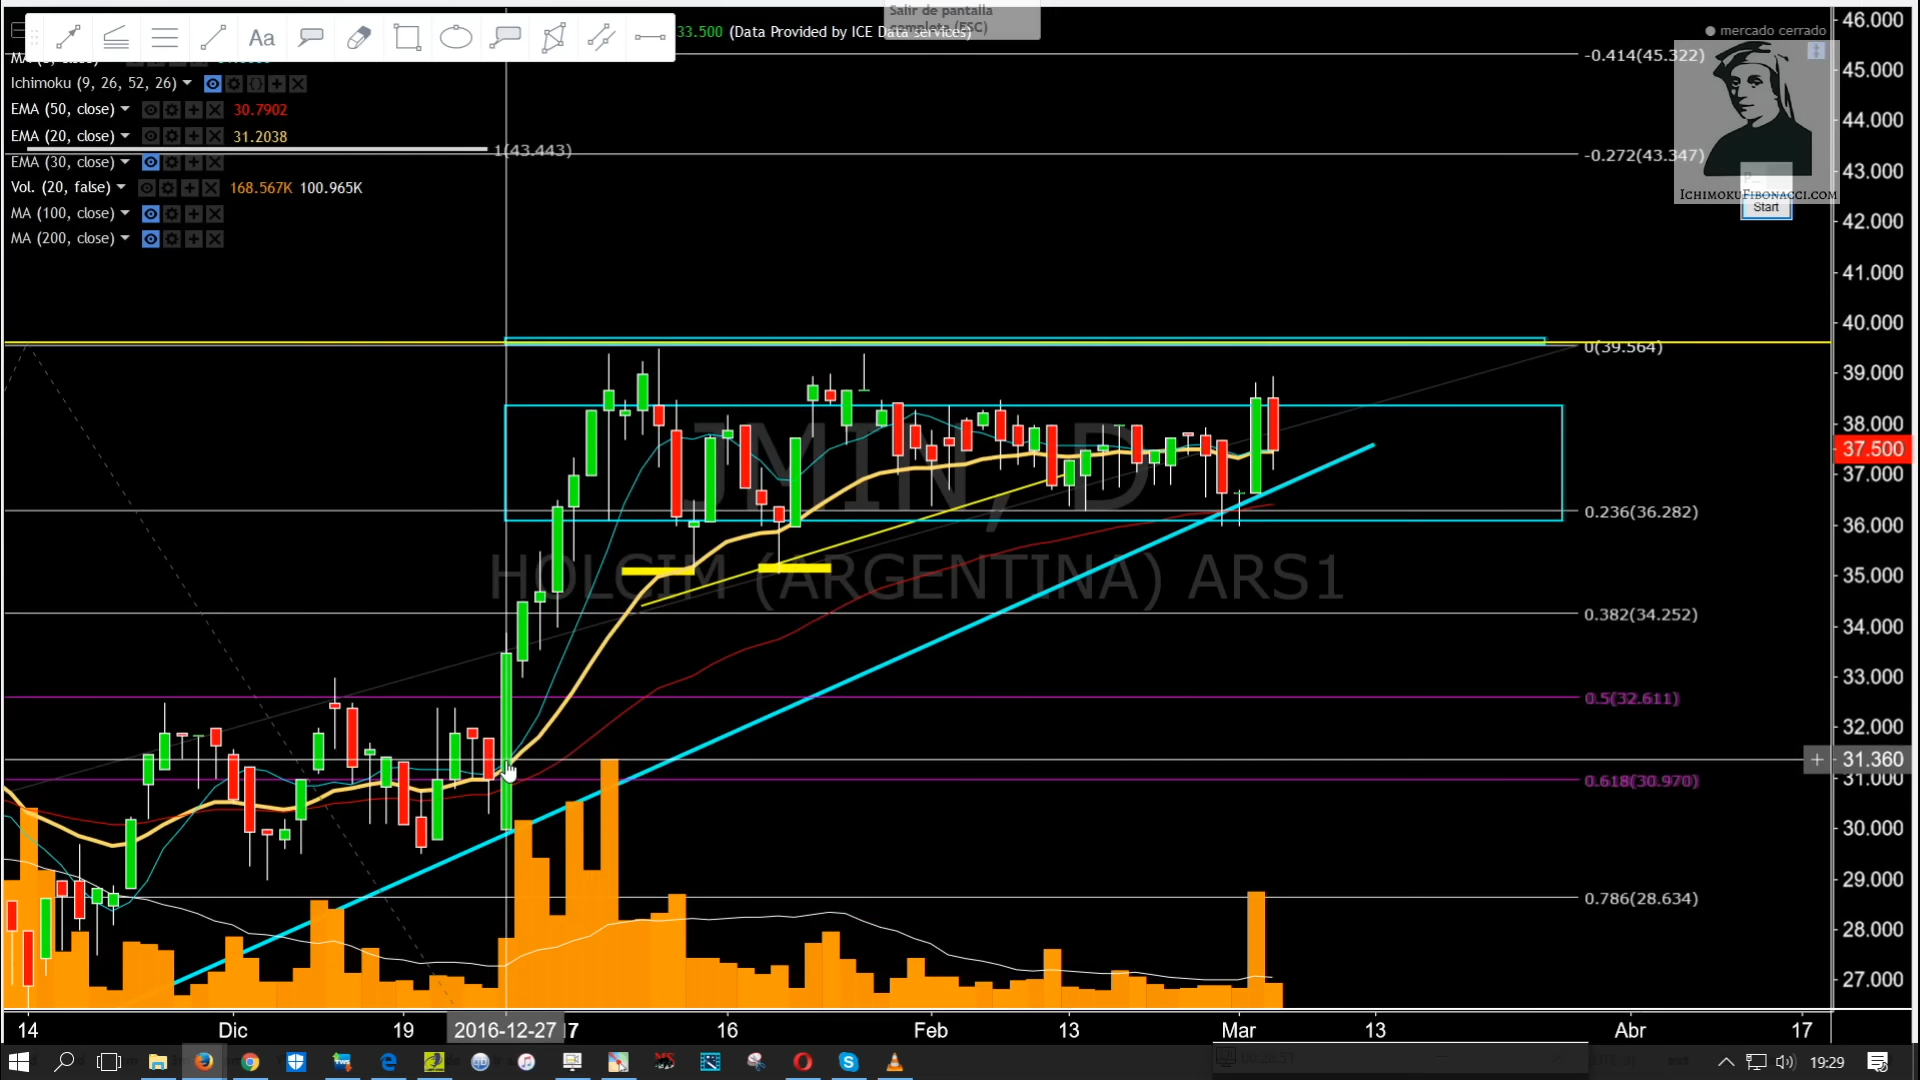 Salir de pantalla
completa (ESC)
Aa
33.500 (Data Provided by ICE Data services)
mercado cerrado
Ichimoku (9, 26, 52, 26)
EMA (50, close) 30.7902
EMA (20, close) 31.2038
EMA (30, close)
Vol. (20, false) 168.567K 100.965K
MA (100, close)
MA (200, close)
1(43.443)
-0.414(45.322)
-0.272(43.347)
0(39.564)
0.236(36.282)
0.382(34.252)
0.5(32.611)
0.618(30.970)
0.786(28.634)
IchimokuFibonacci.com
Start
JMIN, D
HOLCIM (ARGENTINA) ARS1
46.000
45.000
44.000
43.000
42.000
41.000
40.000
39.000
38.000
37.500
37.000
36.000
35.000
34.000
33.000
32.000
31.360
31.000
30.000
29.000
28.000
27.000
14 Dic 19 2016-12-27 7 16 Feb 13 Mar 13 Abr 17
19:29